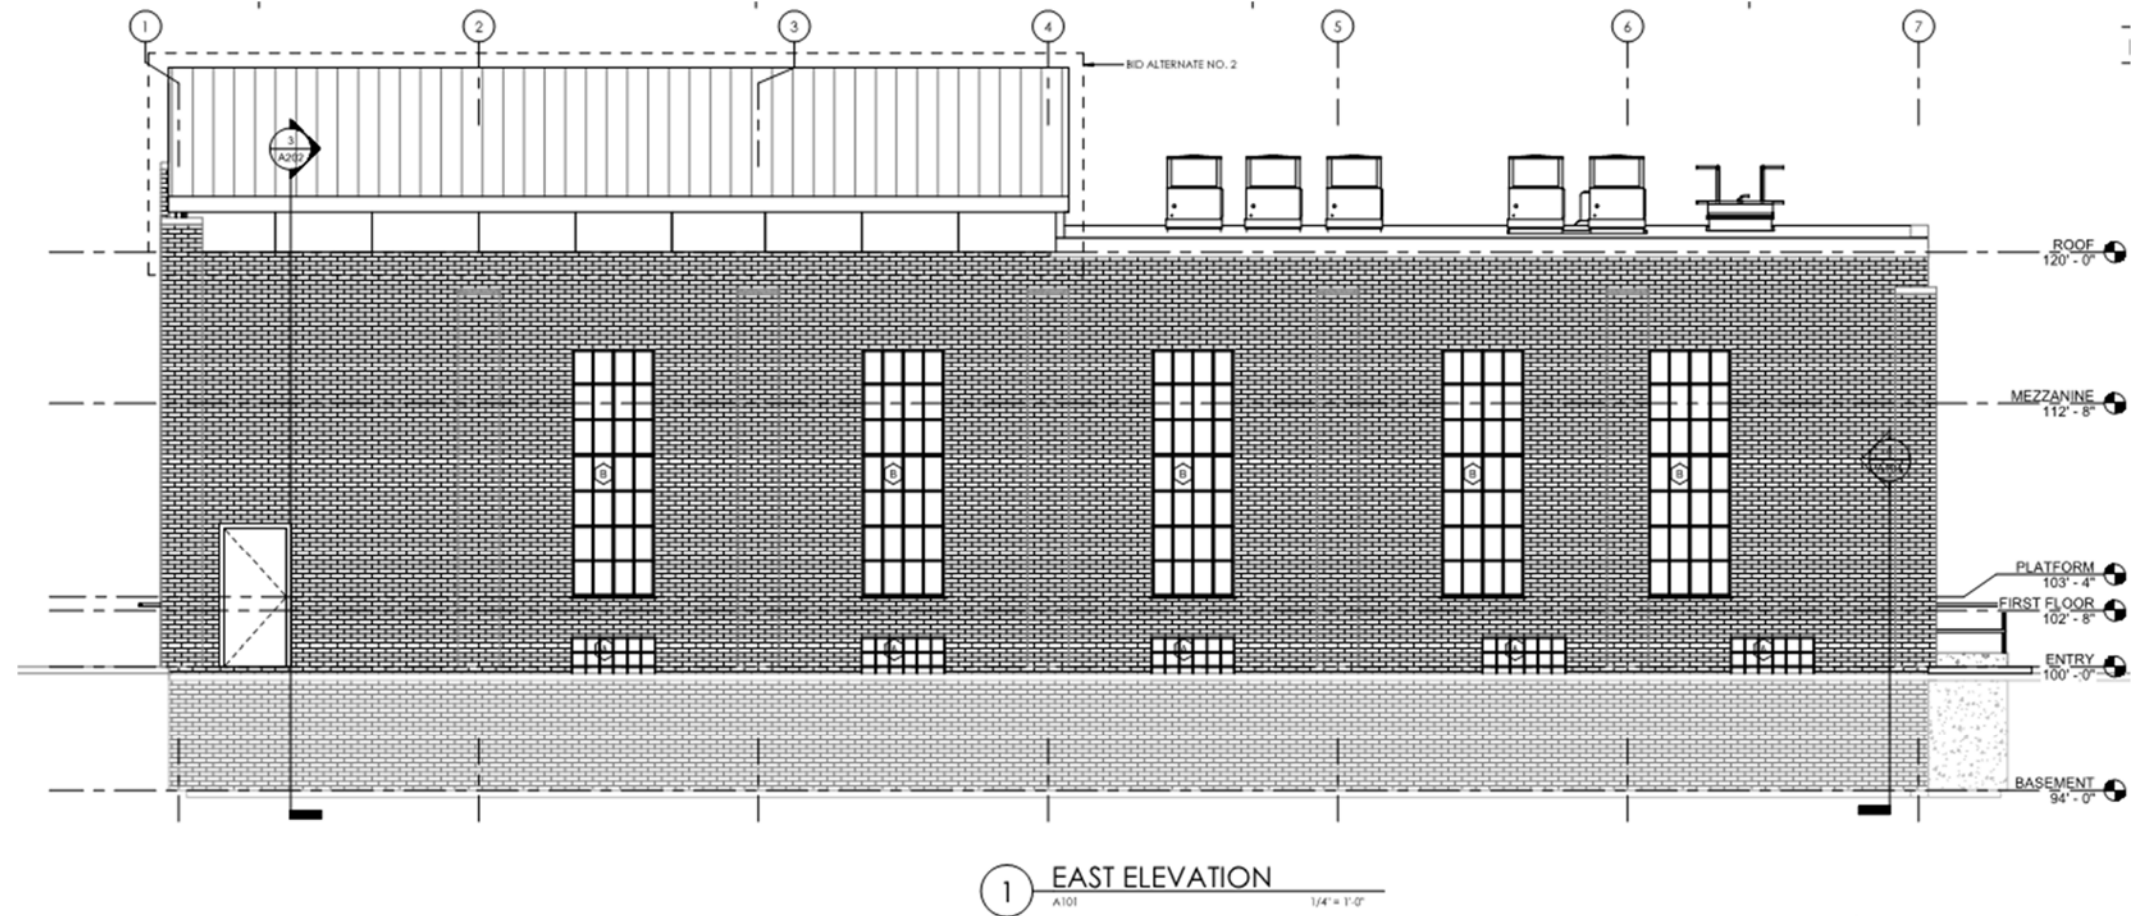 1 2 3 4 5 6 7
BID ALTERNATE NO. 2
3
A202
ROOF
120' - 0"
MEZZANINE
112' - 8"
B B B B B
PLATFORM
103' - 4"
FIRST FLOOR
102' - 8"
A A A A A
ENTRY
100' - 0"
BASEMENT
94' - 0"
1 EAST ELEVATION
A101 1/4" = 1'-0"